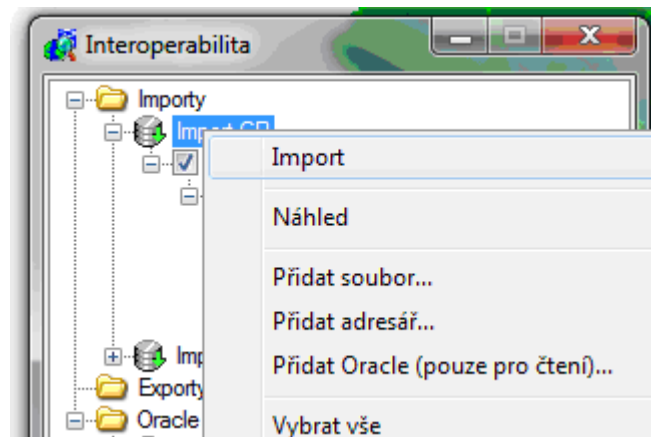 Interoperabilita
Importy
Import
Náhled
Přidat soubor...
Přidat adresář...
Přidat Oracle (pouze pro čtení)...
Exporty
Oracle
Vybrat vše